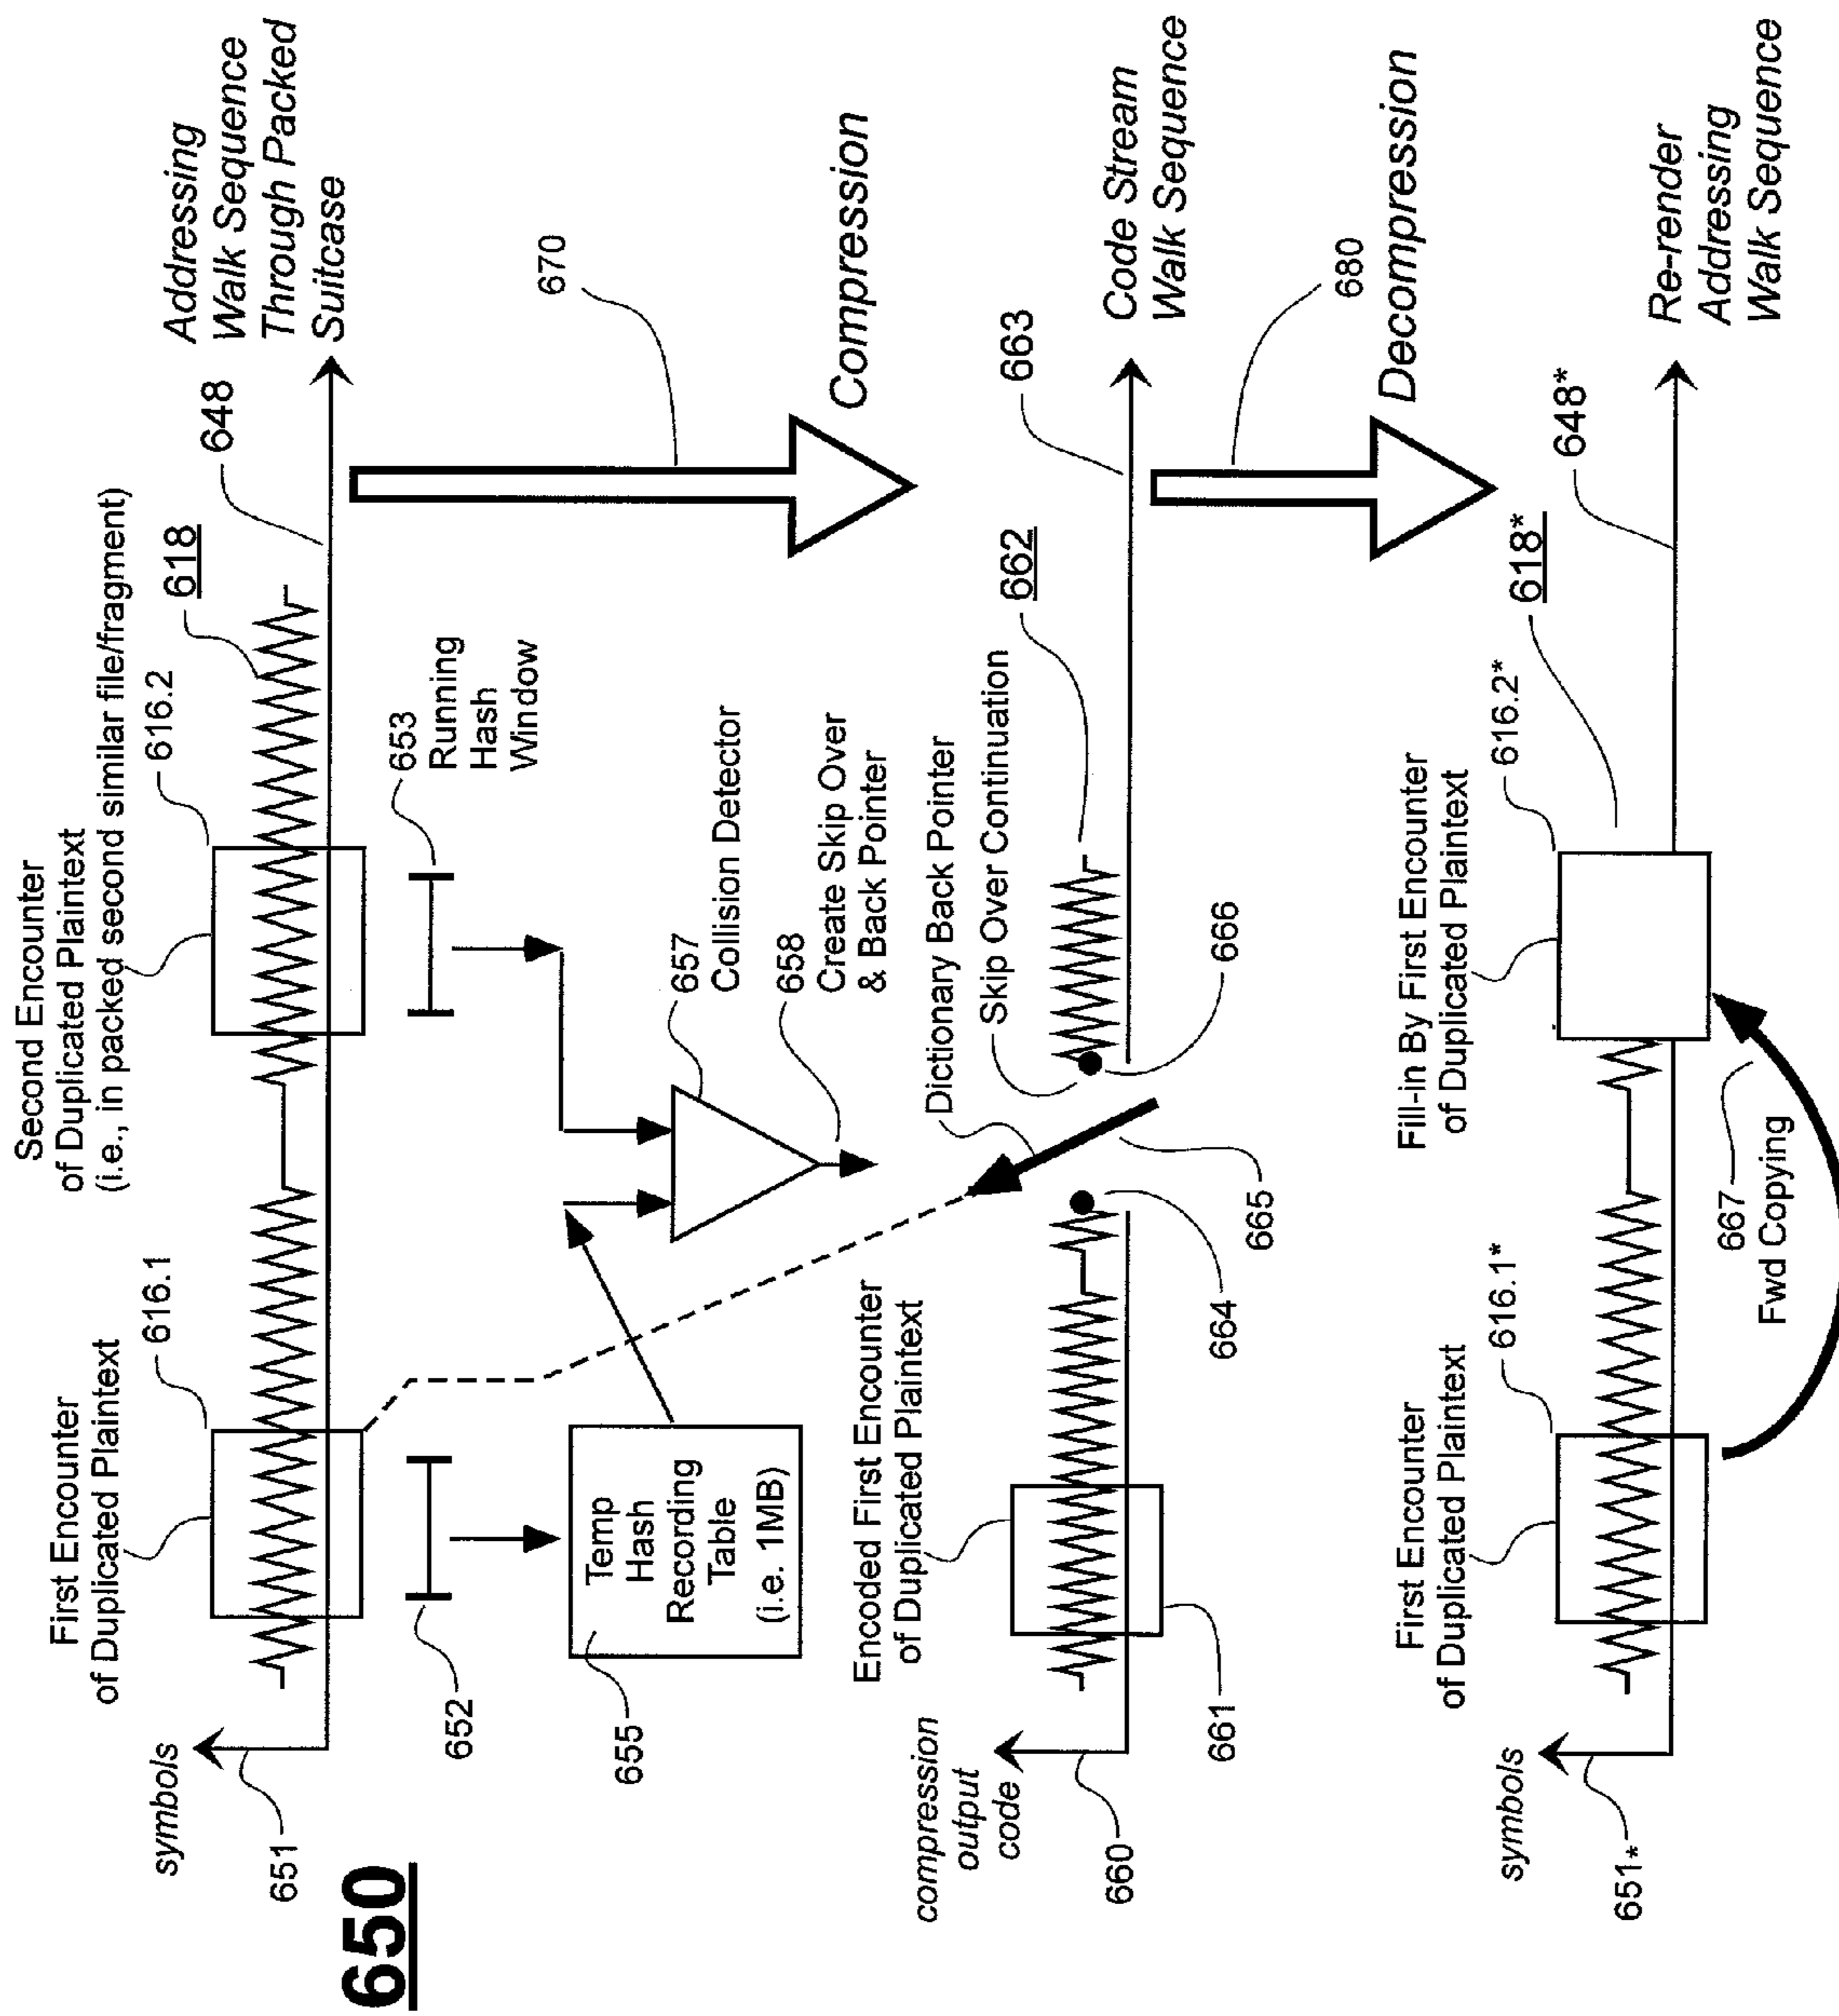 650
Second Encounter
of Duplicated Plaintext
(i.e., in packed second similar file/fragment)
First Encounter
of Duplicated Plaintext
616.1
616.2
618
648
symbols
651
Addressing
Walk Sequence
Through Packed
Suitcase
652
653
Running
Hash
Window
655
Temp
Hash
Recording
Table
(i.e. 1MB)
657
Collision Detector
658
Create Skip Over
& Back Pointer
670
Compression
Encoded First Encounter
of Duplicated Plaintext
Dictionary Back Pointer
Skip Over Continuation
662
663
compression
output
code
660
661
664
665
666
Code Stream
Walk Sequence
680
Decompression
First Encounter
of Duplicated Plaintext
616.1*
Fill-in By First Encounter
of Duplicated Plaintext
616.2*
618*
648*
symbols
651*
667
Fwd Copying
Re-render
Addressing
Walk Sequence